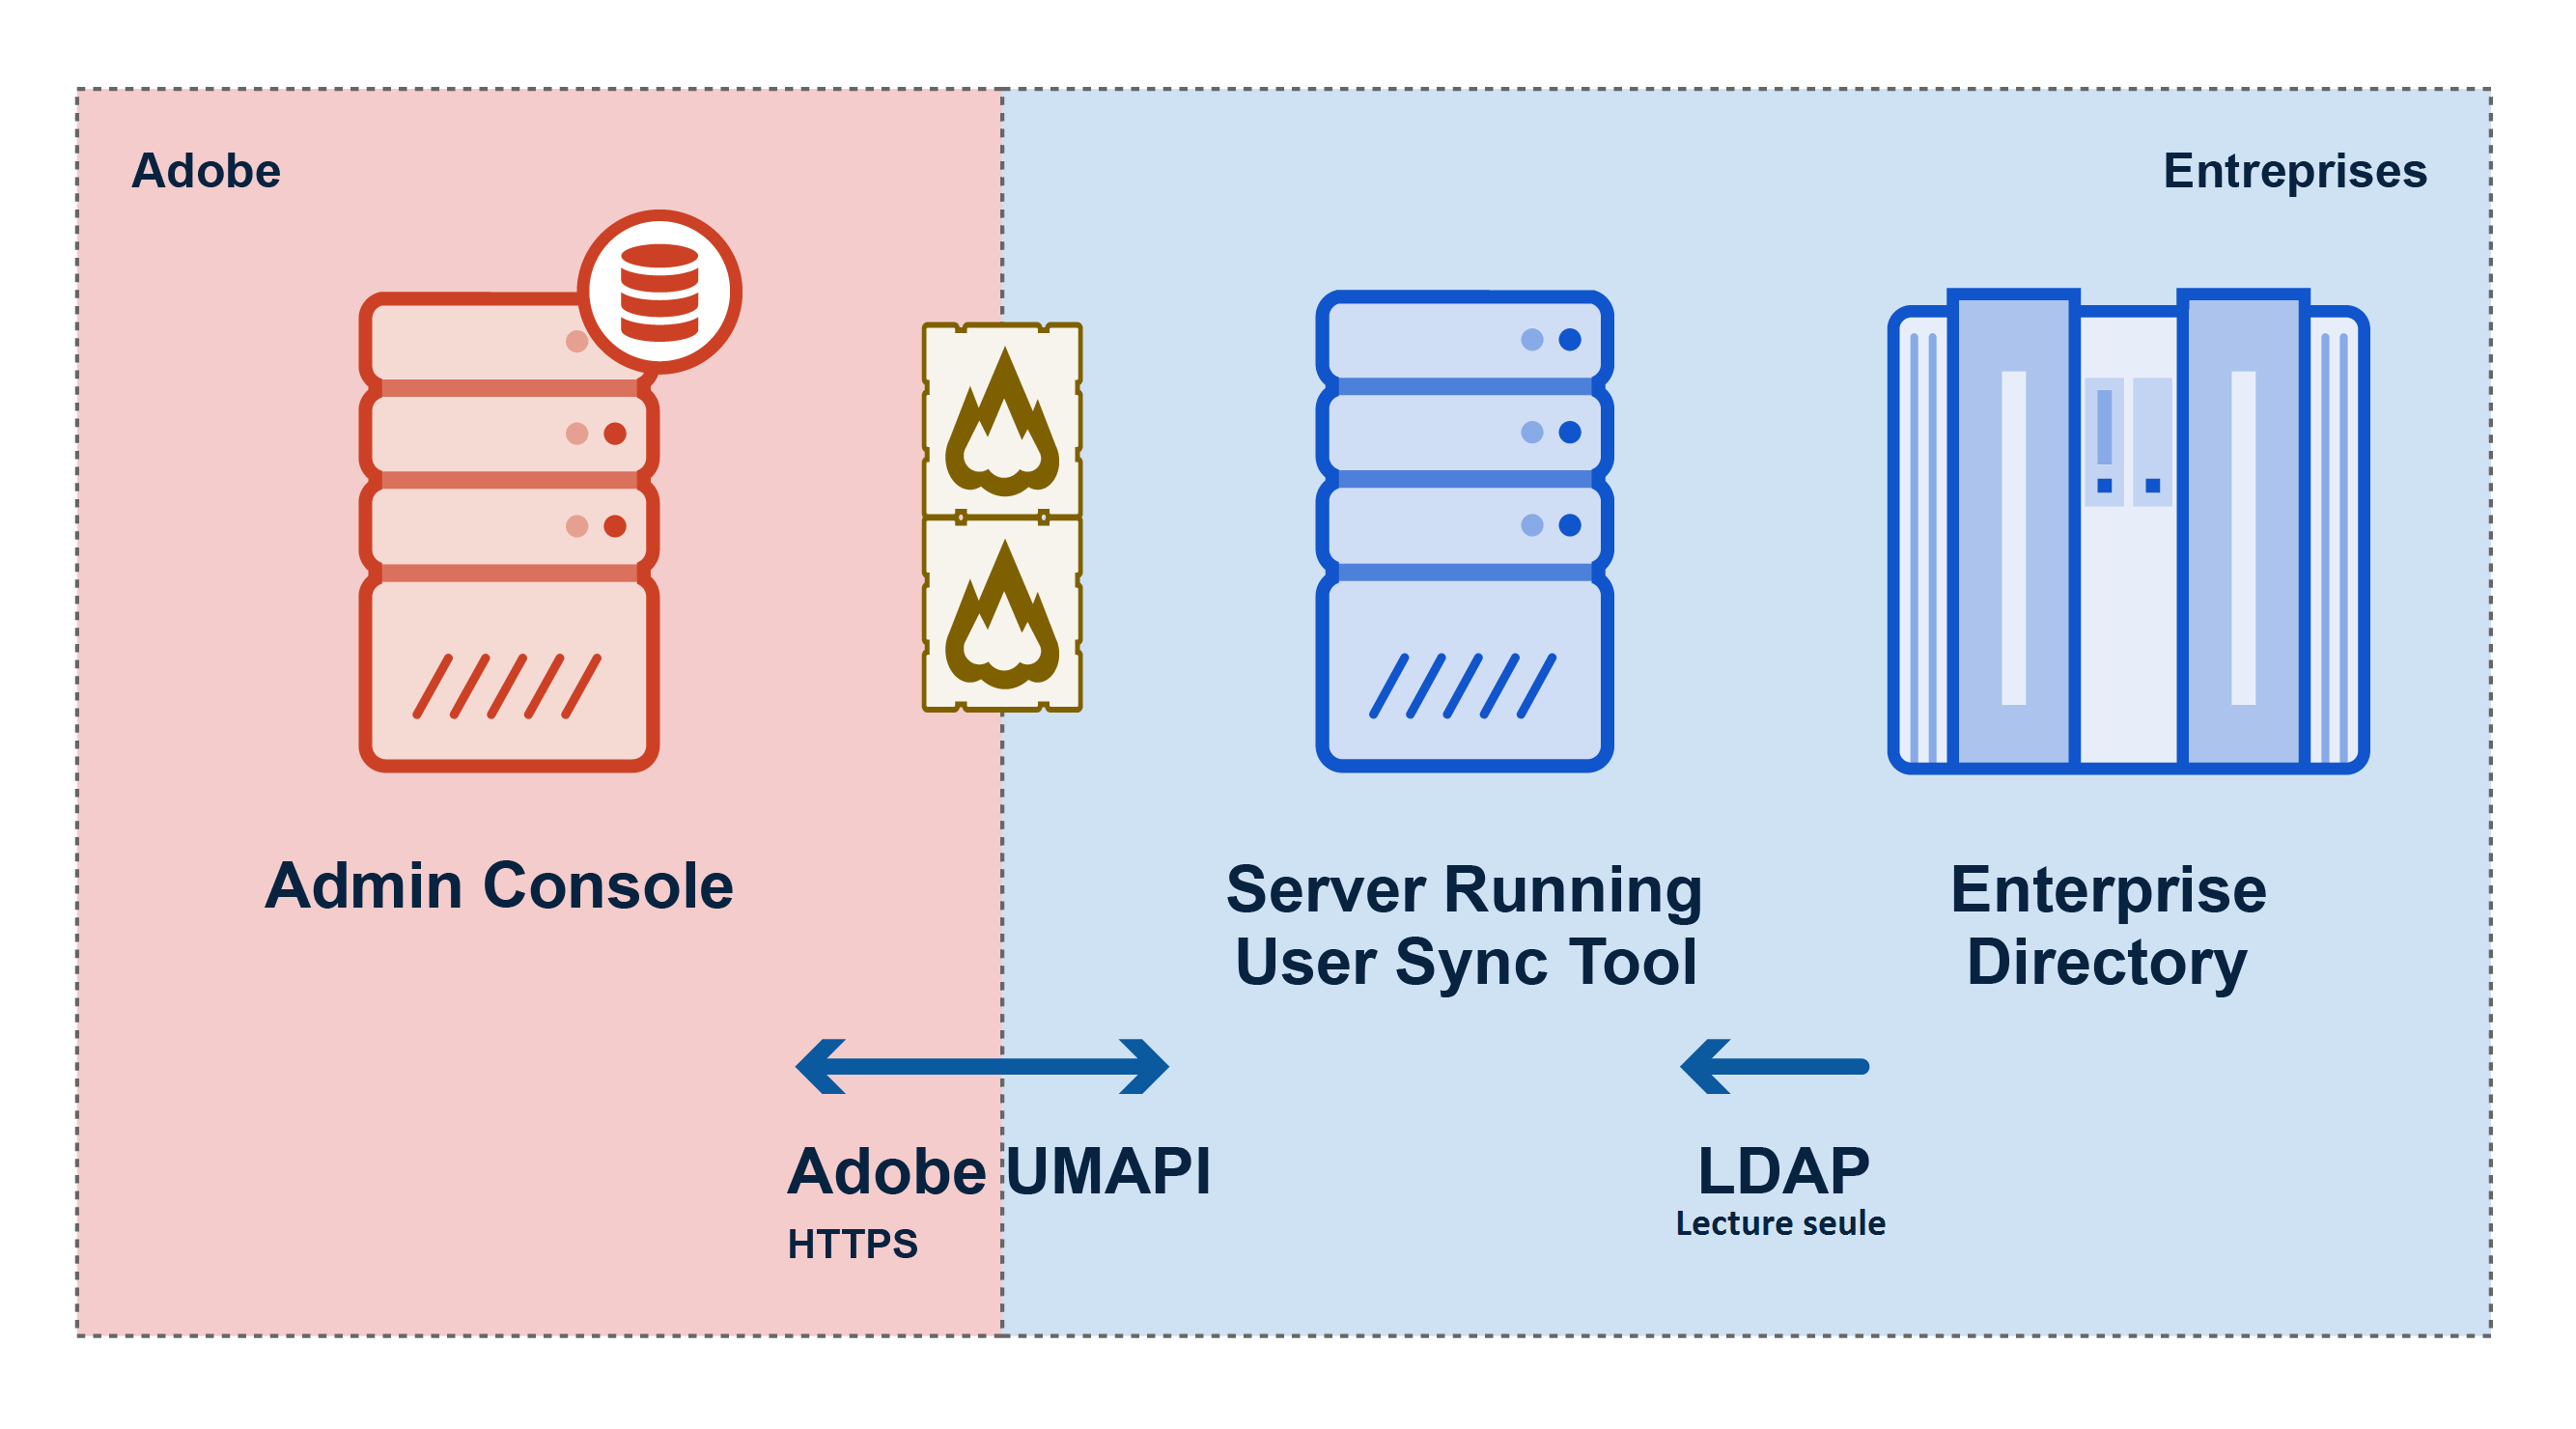 Adobe
Entreprises
Admin Console
Server Running
User Sync Tool
Enterprise
Directory
Adobe UMAPI
HTTPS
LDAP
Lecture seule